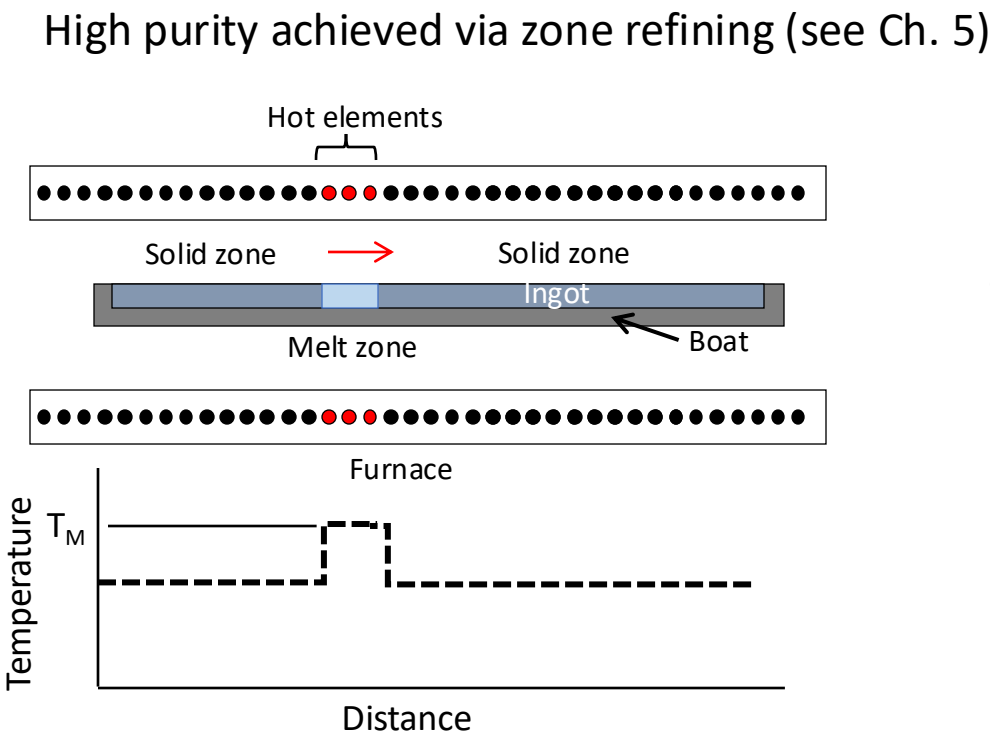 High purity achieved via zone refining (see Ch. 5)
Hot elements
Solid zone
Solid zone
Ingot
Boat
Melt zone
Furnace
Temperature
TM
Distance